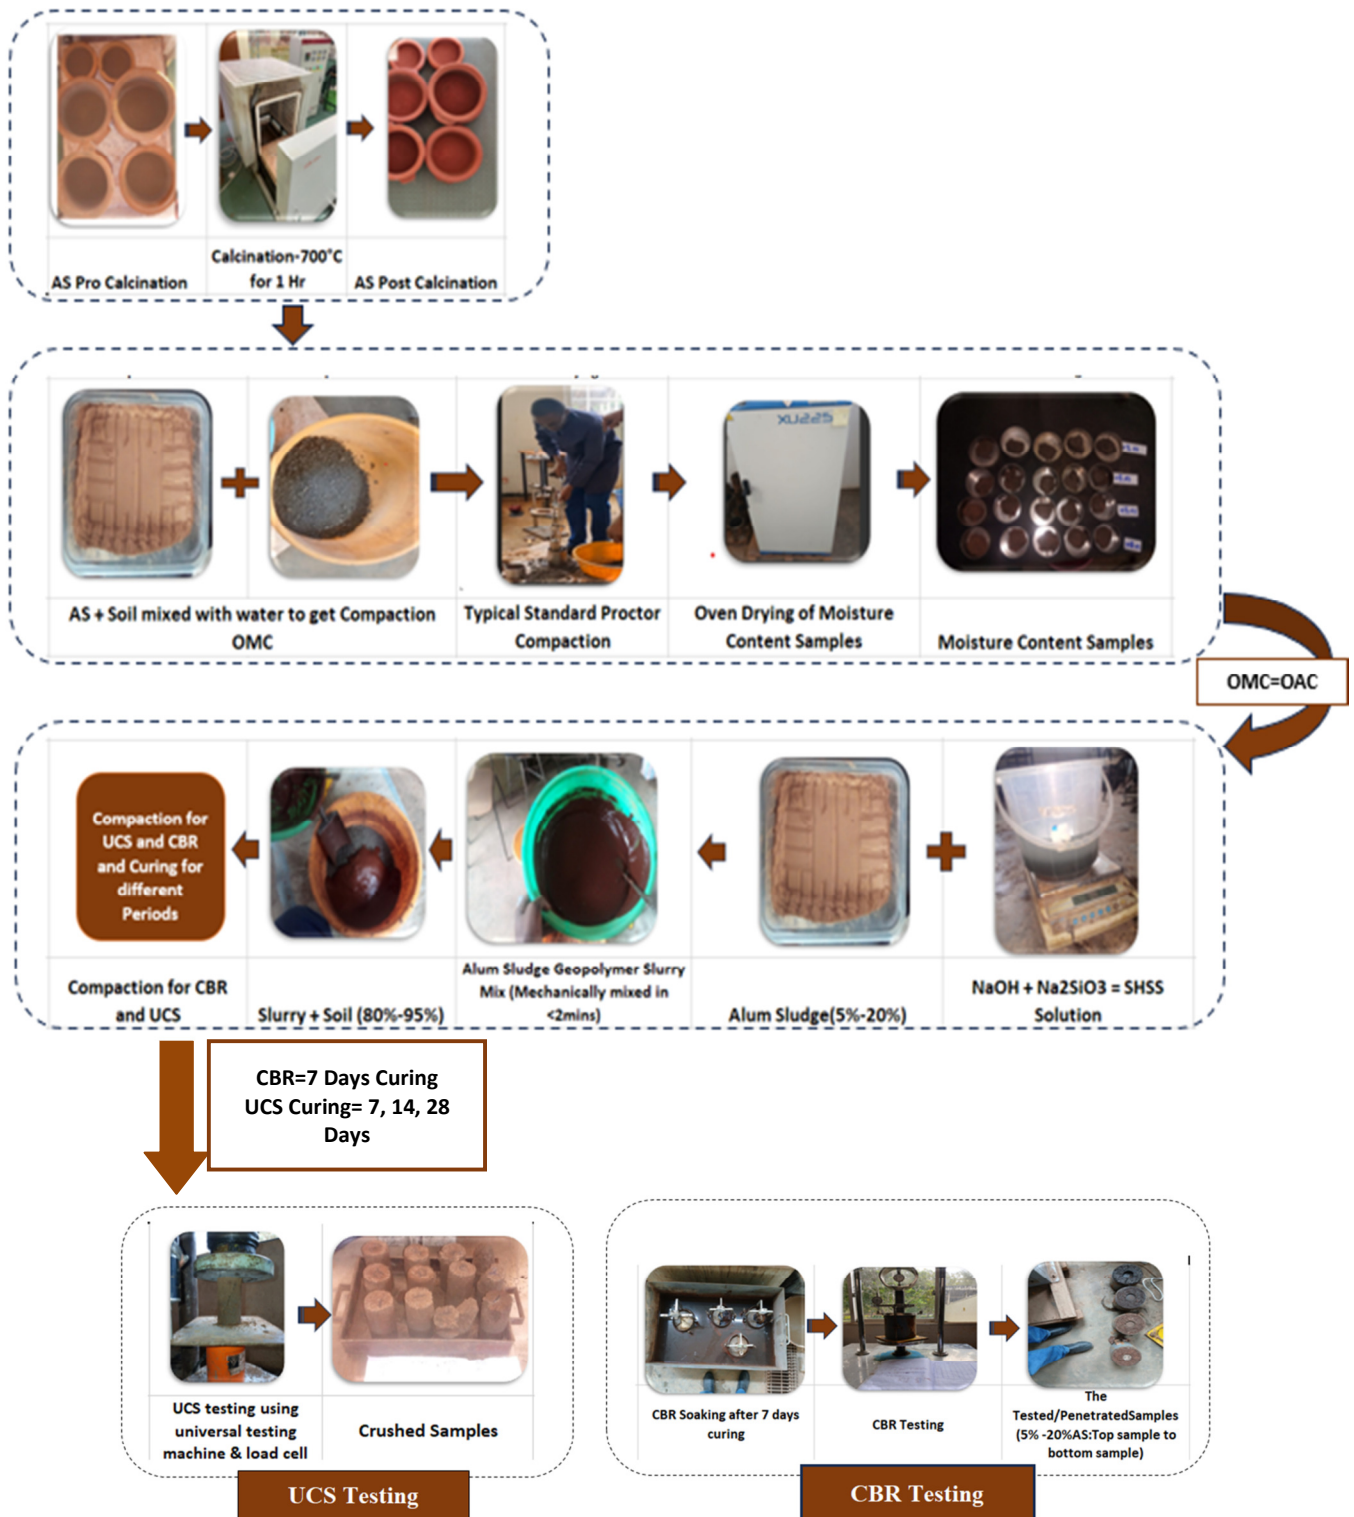 AS Pro Calcination
Calcination-700°C
for 1 Hr
AS Post Calcination
XU225
AS + Soil mixed with water to get Compaction
OMC
Typical Standard Proctor
Compaction
Oven Drying of Moisture
Content Samples
Moisture Content Samples
OMC=OAC
Compaction for
UCS and CBR
and Curing for
different
Periods
Compaction for CBR
and UCS
Slurry + Soil (80%-95%)
Alum Sludge Geopolymer Slurry
Mix (Mechanically mixed in
<2mins)
Alum Sludge(5%-20%)
NaOH + Na2SiO3 = SHSS
Solution
CBR=7 Days Curing
UCS Curing= 7, 14, 28
Days
UCS testing using
universal testing
machine & load cell
Crushed Samples
CBR Soaking after 7 days
curing
CBR Testing
The
Tested/PenetratedSamples
(5% -20%AS:Top sample to
bottom sample)
UCS Testing
CBR Testing